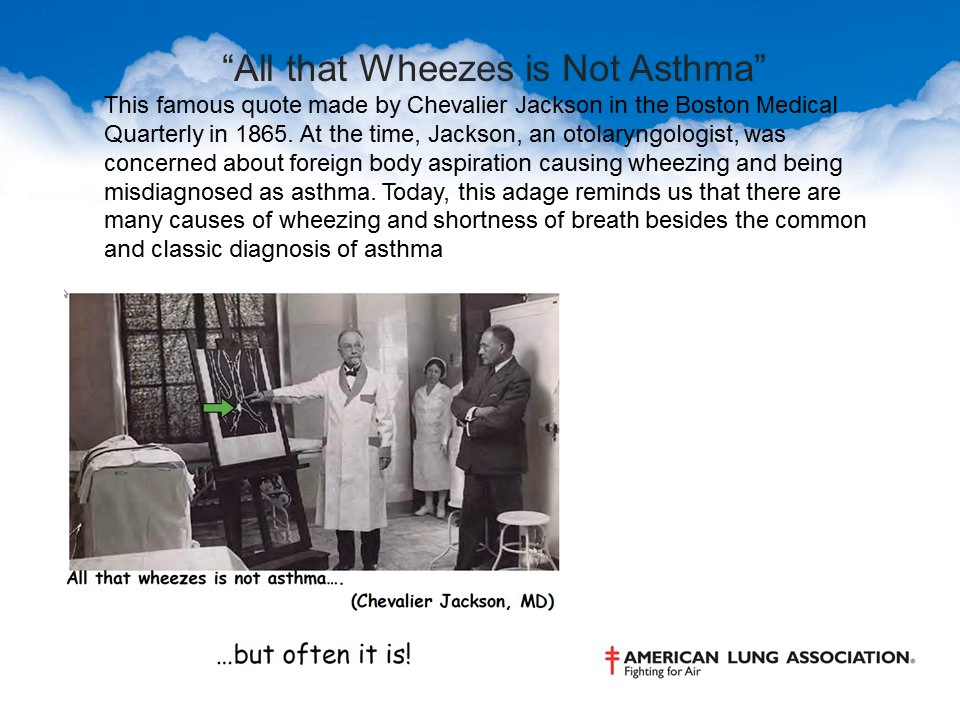 “All that Wheezes is Not Asthma”
This famous quote made by Chevalier Jackson in the Boston Medical
Quarterly in 1865. At the time, Jackson, an otolaryngologist, was
concerned about foreign body aspiration causing wheezing and being
misdiagnosed as asthma. Today, this adage reminds us that there are
many causes of wheezing and shortness of breath besides the common
and classic diagnosis of asthma
All that wheezes is not asthma….
(Chevalier Jackson, MD)
…but often it is!
AMERICAN LUNG ASSOCIATION®
Fighting for Air